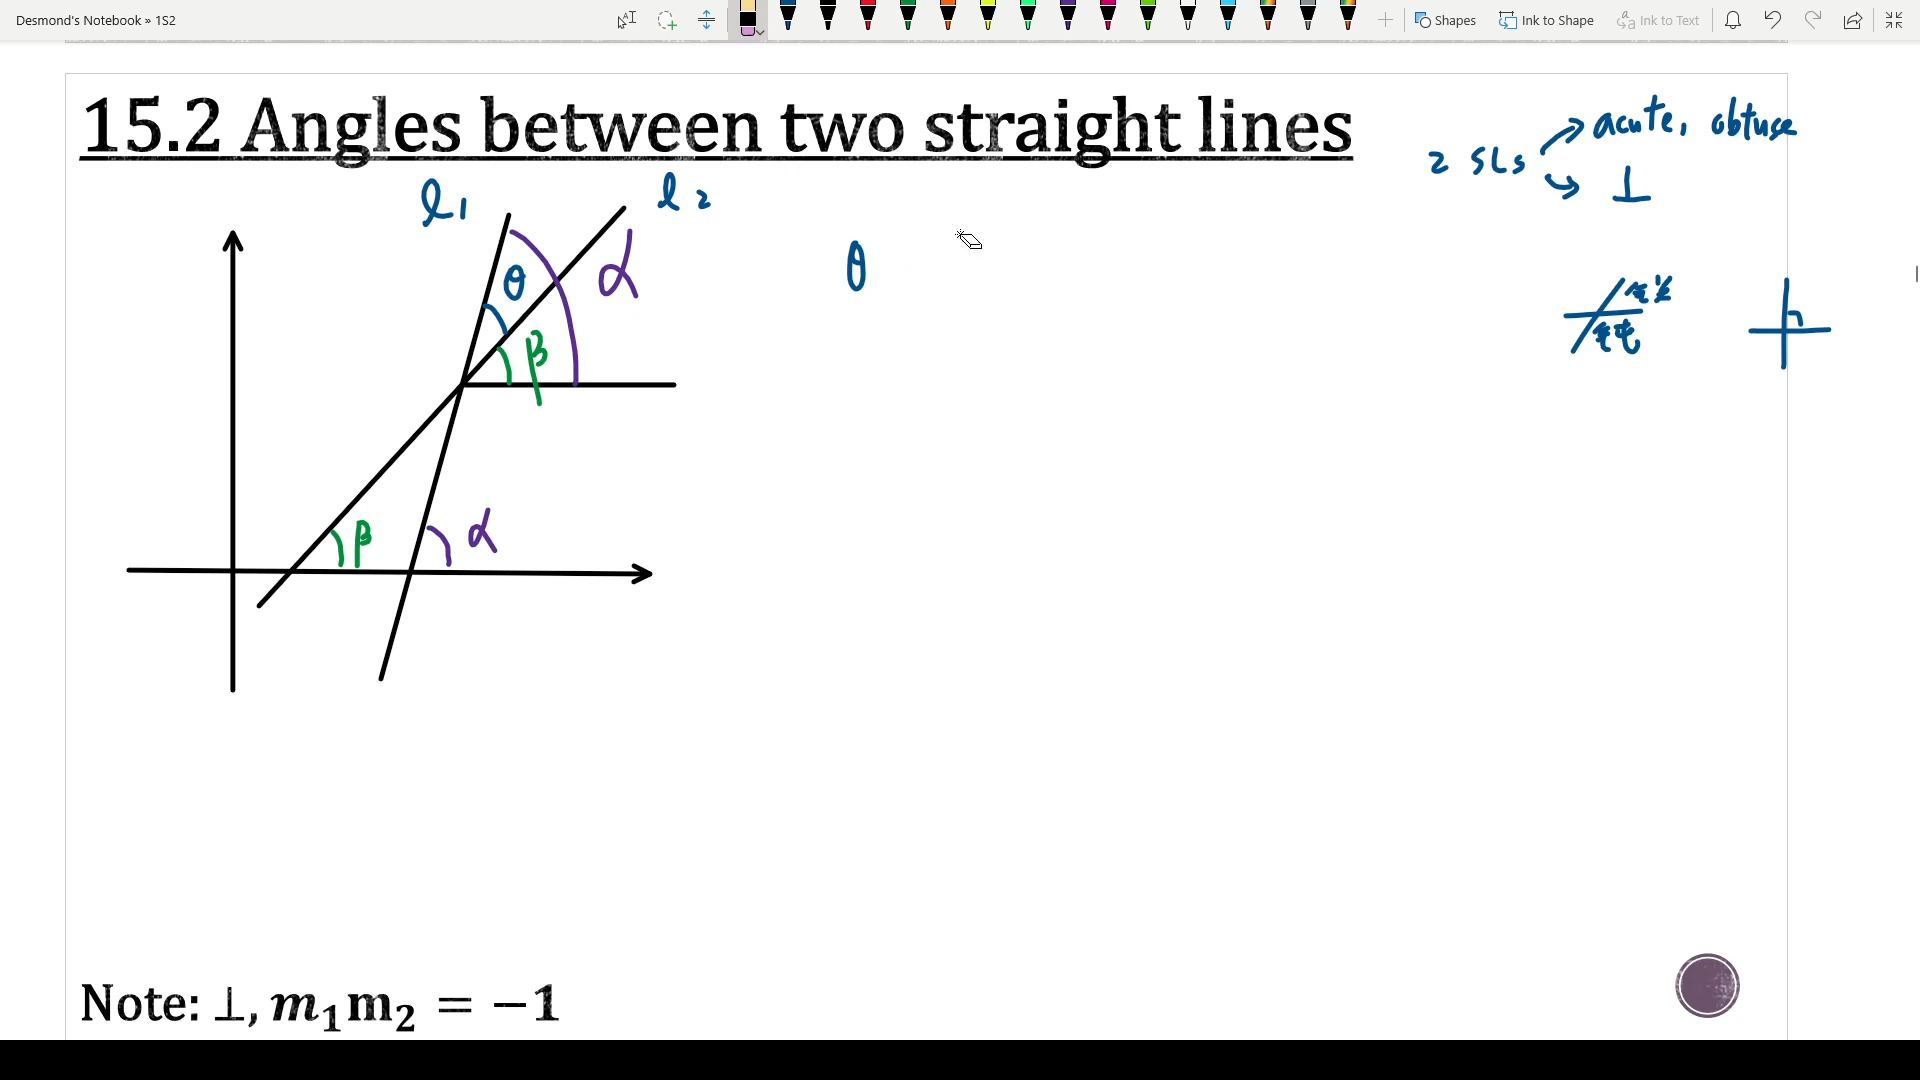 Desmond's Notebook » 1S2
Shapes
Ink to Shape
Ink to Text
15.2 Angles between two straight lines
2 SLs
acute, obtuse
⊥
l1
l2
θ
α
β
θ
β
α
Note: ⊥, m₁m₂ = −1